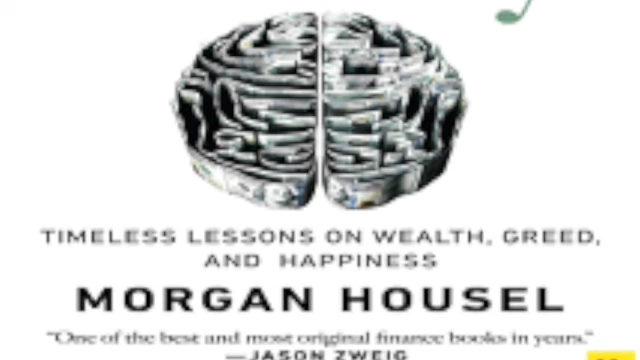 TIMELESS LESSONS ON WEALTH, GREED,
AND HAPPINESS
MORGAN HOUSEL
"One of the best and most original finance books in years."
—JASON ZWEIG